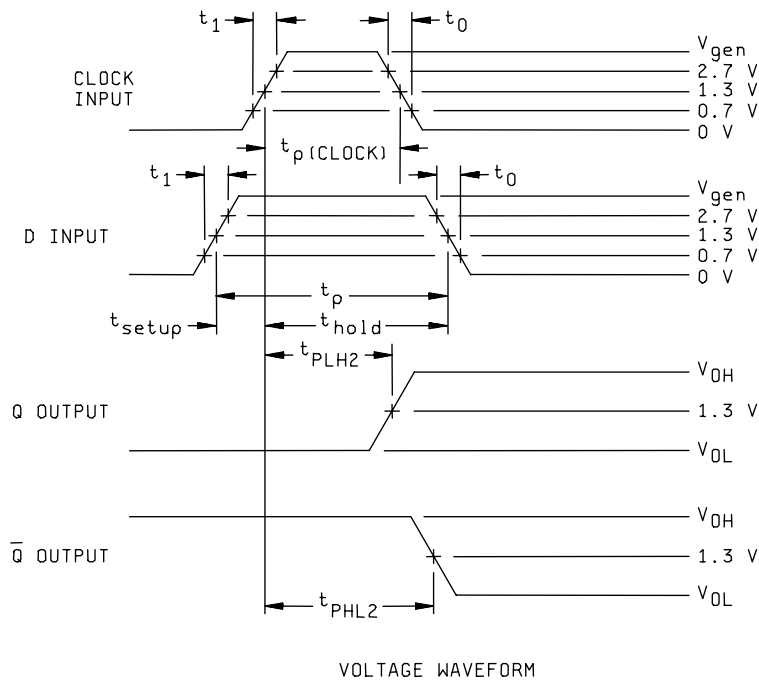 t1
t0
CLOCK
INPUT
Vgen
2.7 V
1.3 V
0.7 V
0 V
tp(CLOCK)
t1
t0
D INPUT
Vgen
2.7 V
1.3 V
0.7 V
0 V
tp
tsetup
thold
tPLH2
Q OUTPUT
VOH
1.3 V
VOL
Q̅ OUTPUT
VOH
1.3 V
VOL
tPHL2
VOLTAGE WAVEFORM